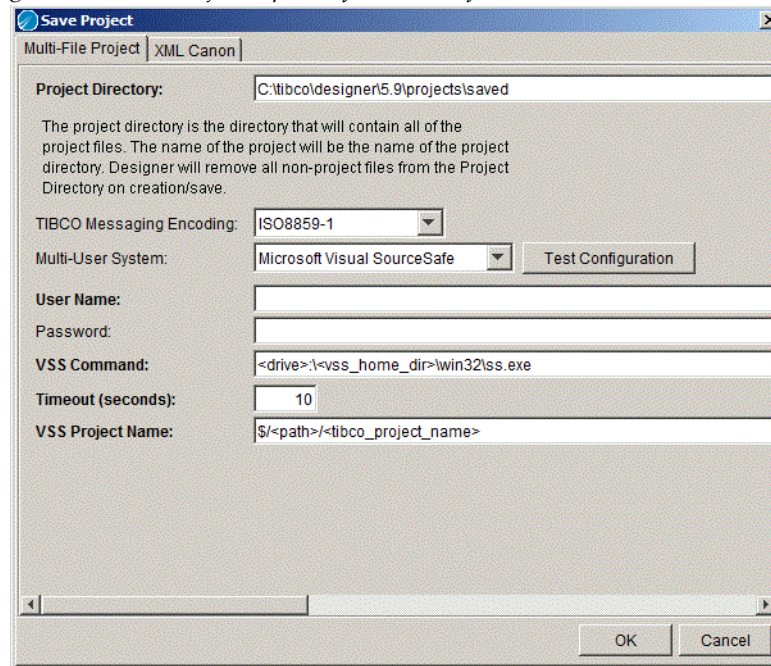 Save Project
Multi-File Project XML Canon
Project Directory: C:\tibco\designer\5.9\projects\saved
The project directory is the directory that will contain all of the
project files. The name of the project will be the name of the project
directory. Designer will remove all non-project files from the Project
Directory on creation/save.
TIBCO Messaging Encoding: ISO8859-1
Multi-User System: Microsoft Visual SourceSafe Test Configuration
User Name:
Password:
VSS Command: <drive>:\<vss_home_dir>\win32\ss.exe
Timeout (seconds): 10
VSS Project Name: $/<path>/<tibco_project_name>
OK Cancel